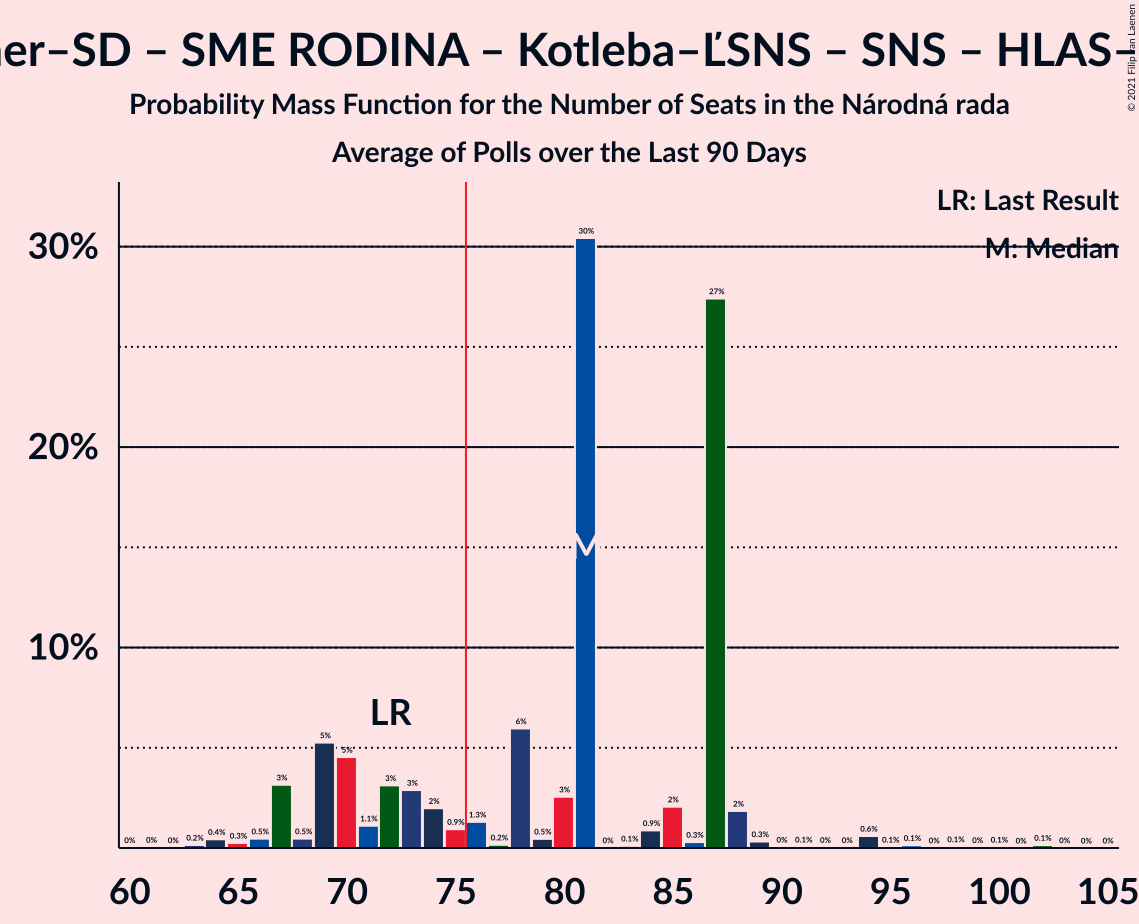 er–SD – SME RODINA – Kotleba–ĽSNS – SNS – HLAS–
Probability Mass Function for the Number of Seats in the Národná rada
Average of Polls over the Last 90 Days
© 2021 Filip van Laenen
LR: Last Result
M: Median
30%
20%
10%
LR
M
0% 0% 0% 0.2% 0.4% 0.3% 0.5% 3% 0.5% 5% 5% 1.1% 3% 3% 2% 0.9% 1.3% 0.2% 6% 0.5% 3% 30% 0% 0.1% 0.9% 2% 0.3% 27% 2% 0.3% 0% 0.1% 0% 0% 0.6% 0.1% 0.1% 0% 0.1% 0% 0.1% 0% 0.1% 0% 0% 0%
60 65 70 75 80 85 90 95 100 105